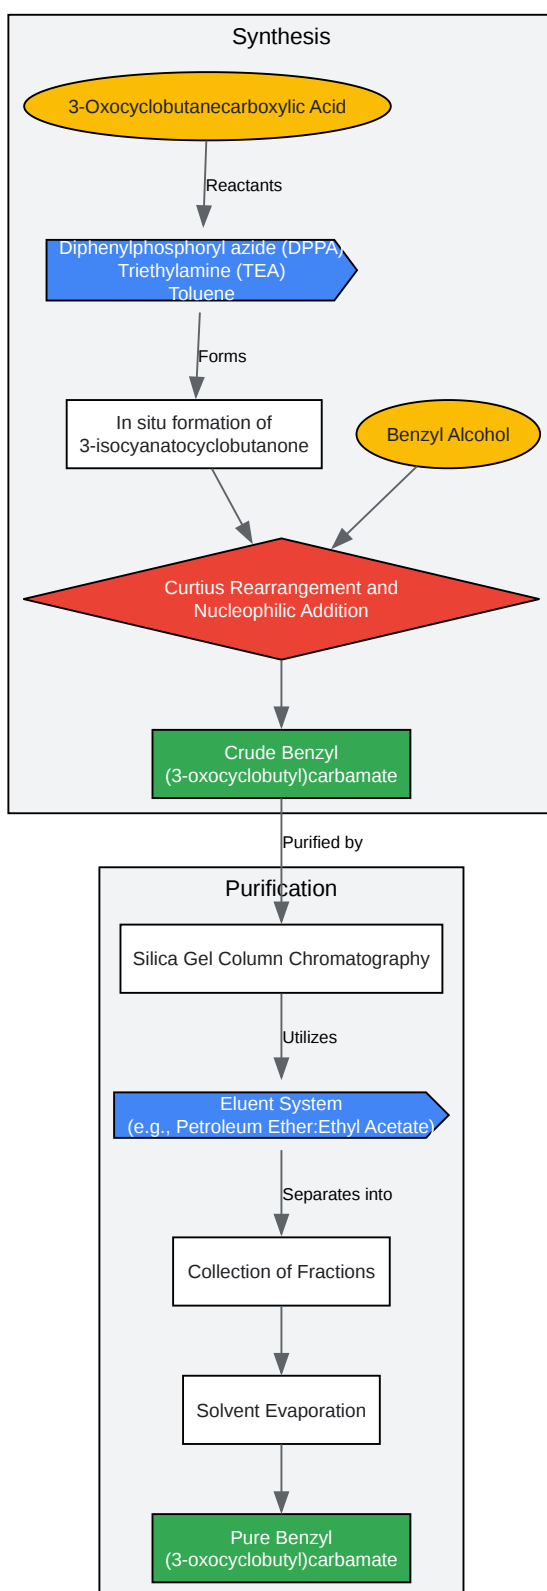 Synthesis
3-Oxocyclobutanecarboxylic Acid
Reactants
Diphenylphosphoryl azide (DPPA)
Triethylamine (TEA)
Toluene
Forms
In situ formation of
3-isocyanatocyclobutanone
Benzyl Alcohol
Curtius Rearrangement and
Nucleophilic Addition
Crude Benzyl
(3-oxocyclobutyl)carbamate
Purified by
Purification
Silica Gel Column Chromatography
Utilizes
Eluent System
(e.g., Petroleum Ether:Ethyl Acetate)
Separates into
Collection of Fractions
Solvent Evaporation
Pure Benzyl
(3-oxocyclobutyl)carbamate